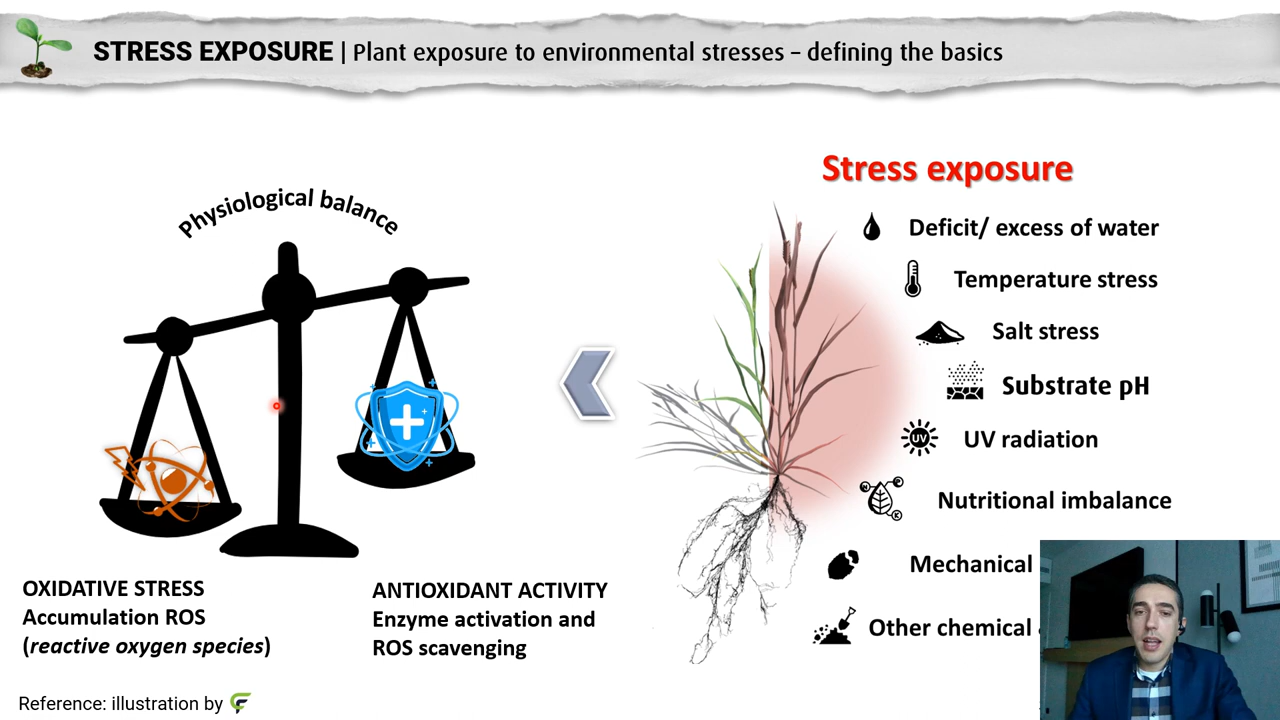 STRESS EXPOSURE | Plant exposure to environmental stresses – defining the basics
Physiological balance
OXIDATIVE STRESS
Accumulation ROS
(reactive oxygen species)
ANTIOXIDANT ACTIVITY
Enzyme activation and
ROS scavenging
Stress exposure
Deficit/ excess of water
Temperature stress
Salt stress
Substrate pH
UV
UV radiation
Nutritional imbalance
Mechanical
Other chemical
Reference: illustration by